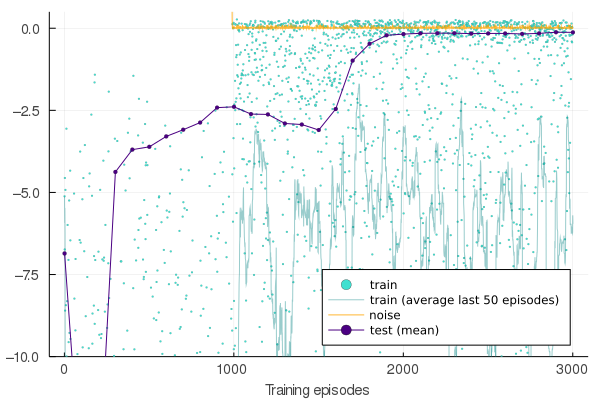 0.0
−2.5
−5.0
−7.5
−10.0
0
1000
2000
3000
Training episodes
train
train (average last 50 episodes)
noise
test (mean)